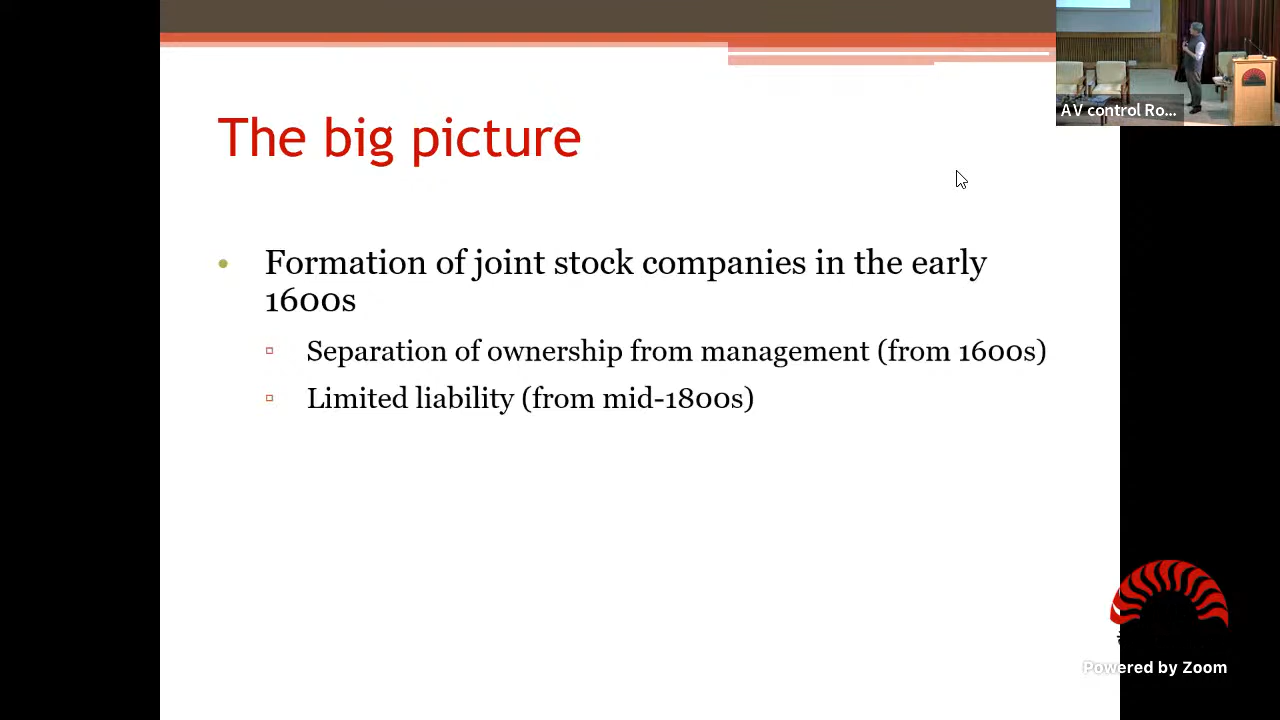 AV control Ro...
The big picture
• Formation of joint stock companies in the early
1600s
▫ Separation of ownership from management (from 1600s)
▫ Limited liability (from mid-1800s)
Powered by Zoom